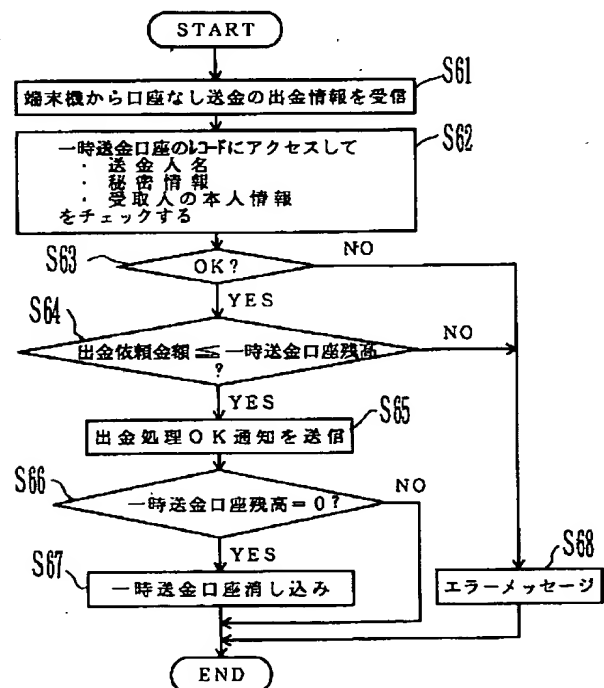 START
S61
端末機から口座なし送金の出金情報を受信
S62
一時送金口座のレコードにアクセスして
・ 送金人名
・ 秘密情報
・ 受取人の本人情報
をチェックする
S63
OK?
NO
YES
S64
出金依頼金額≦一時送金口座残高
?
NO
YES
S65
出金処理OK通知を送信
S66
一時送金口座残高=0?
NO
YES
S67
一時送金口座消し込み
S68
エラーメッセージ
END